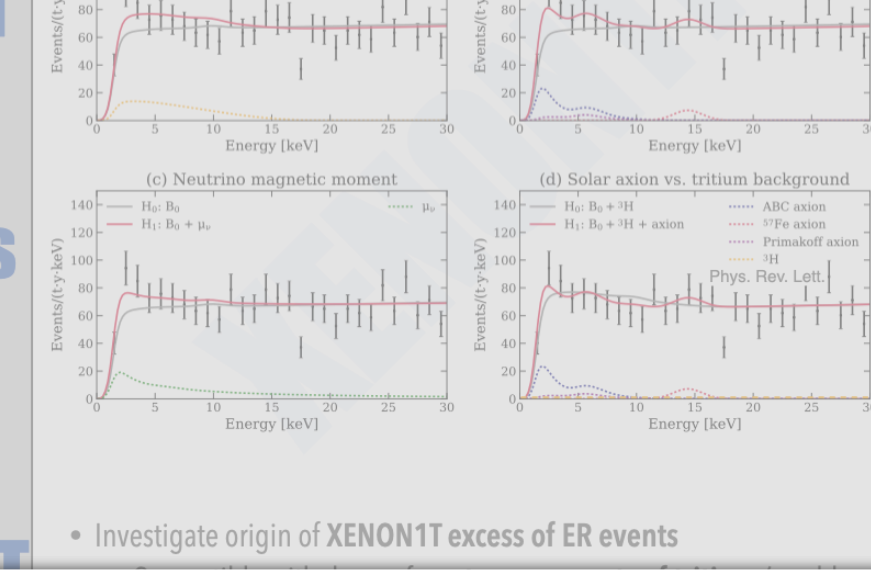 80
60
40
20
0
Events/(t·y
0 5 10 15 20 25 30
Energy [keV]
80
60
40
20
0
Events/(t·y
0 5 10 15 20 25
Energy [keV]
(c) Neutrino magnetic moment
H₀: B₀
H₁: B₀ + μᵥ
μᵥ
140
120
100
80
60
40
20
0
Events/(t·y·keV)
0 5 10 15 20 25 30
Energy [keV]
(d) Solar axion vs. tritium background
H₀: B₀ + ³H
H₁: B₀ + ³H + axion
ABC axion
⁵⁷Fe axion
Primakoff axion
³H
Phys. Rev. Lett.
140
120
100
80
60
40
20
0
Events/(t·y·keV)
0 5 10 15 20 25 30
Energy [keV]
• Investigate origin of XENON1T excess of ER events